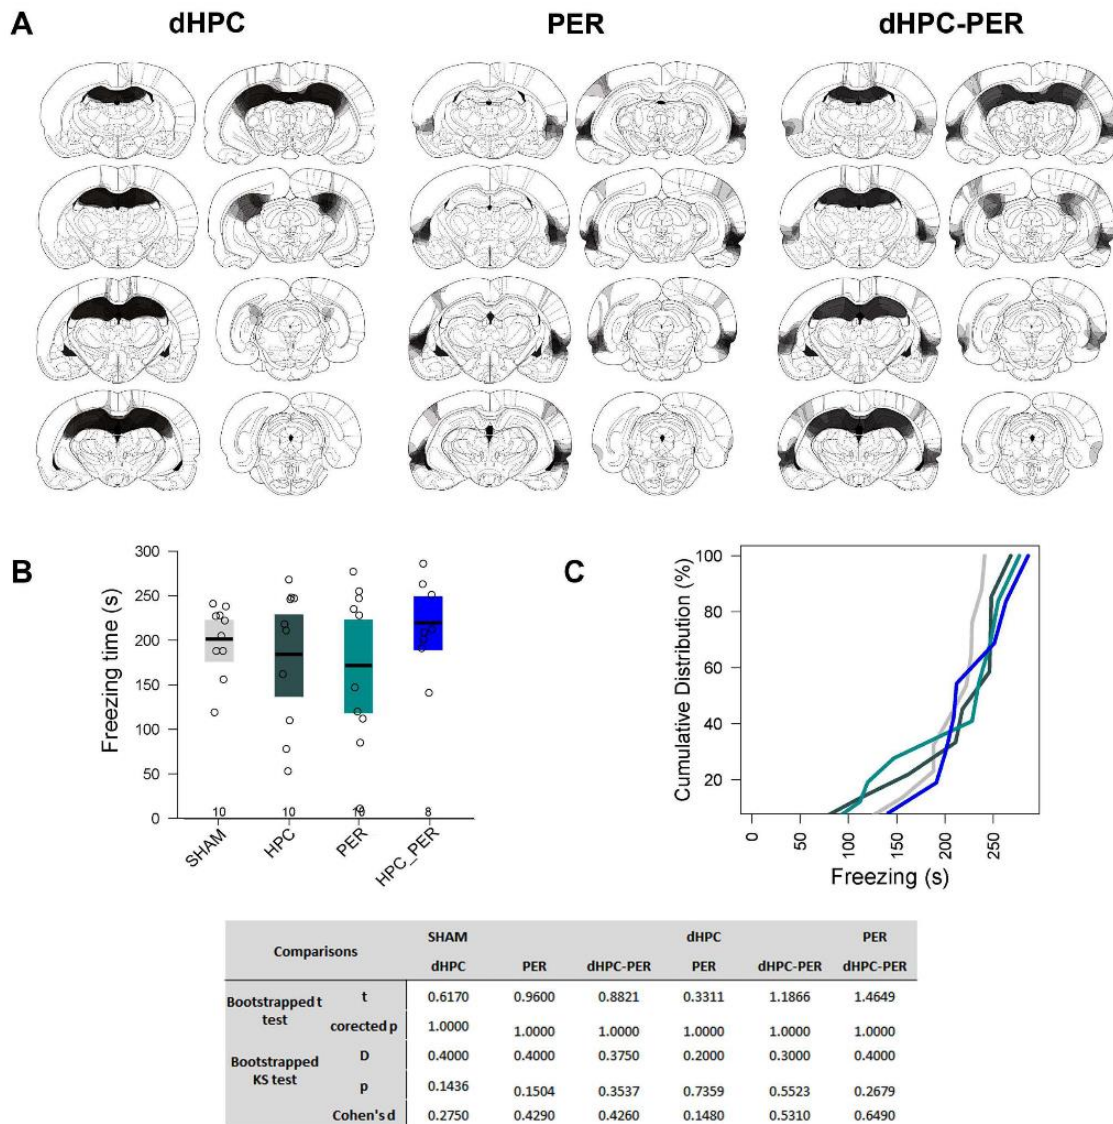 A
dHPC PER dHPC-PER
B
Freezing time (s)
300
250
200
150
100
50
0
10 10 10 8
SHAM HPC PER HPC_PER
C
Cumulative Distribution (%)
100
80
60
40
20
0 50 100 150 200 250
Freezing (s)
Comparisons SHAM dHPC PER
dHPC PER dHPC-PER PER dHPC-PER dHPC-PER
Bootstrapped t test t 0.6170 0.9600 0.8821 0.3311 1.1866 1.4649
corected p 1.0000 1.0000 1.0000 1.0000 1.0000 1.0000
Bootstrapped KS test D 0.4000 0.4000 0.3750 0.2000 0.3000 0.4000
p 0.1436 0.1504 0.3537 0.7359 0.5523 0.2679
Cohen's d 0.2750 0.4290 0.4260 0.1480 0.5310 0.6490